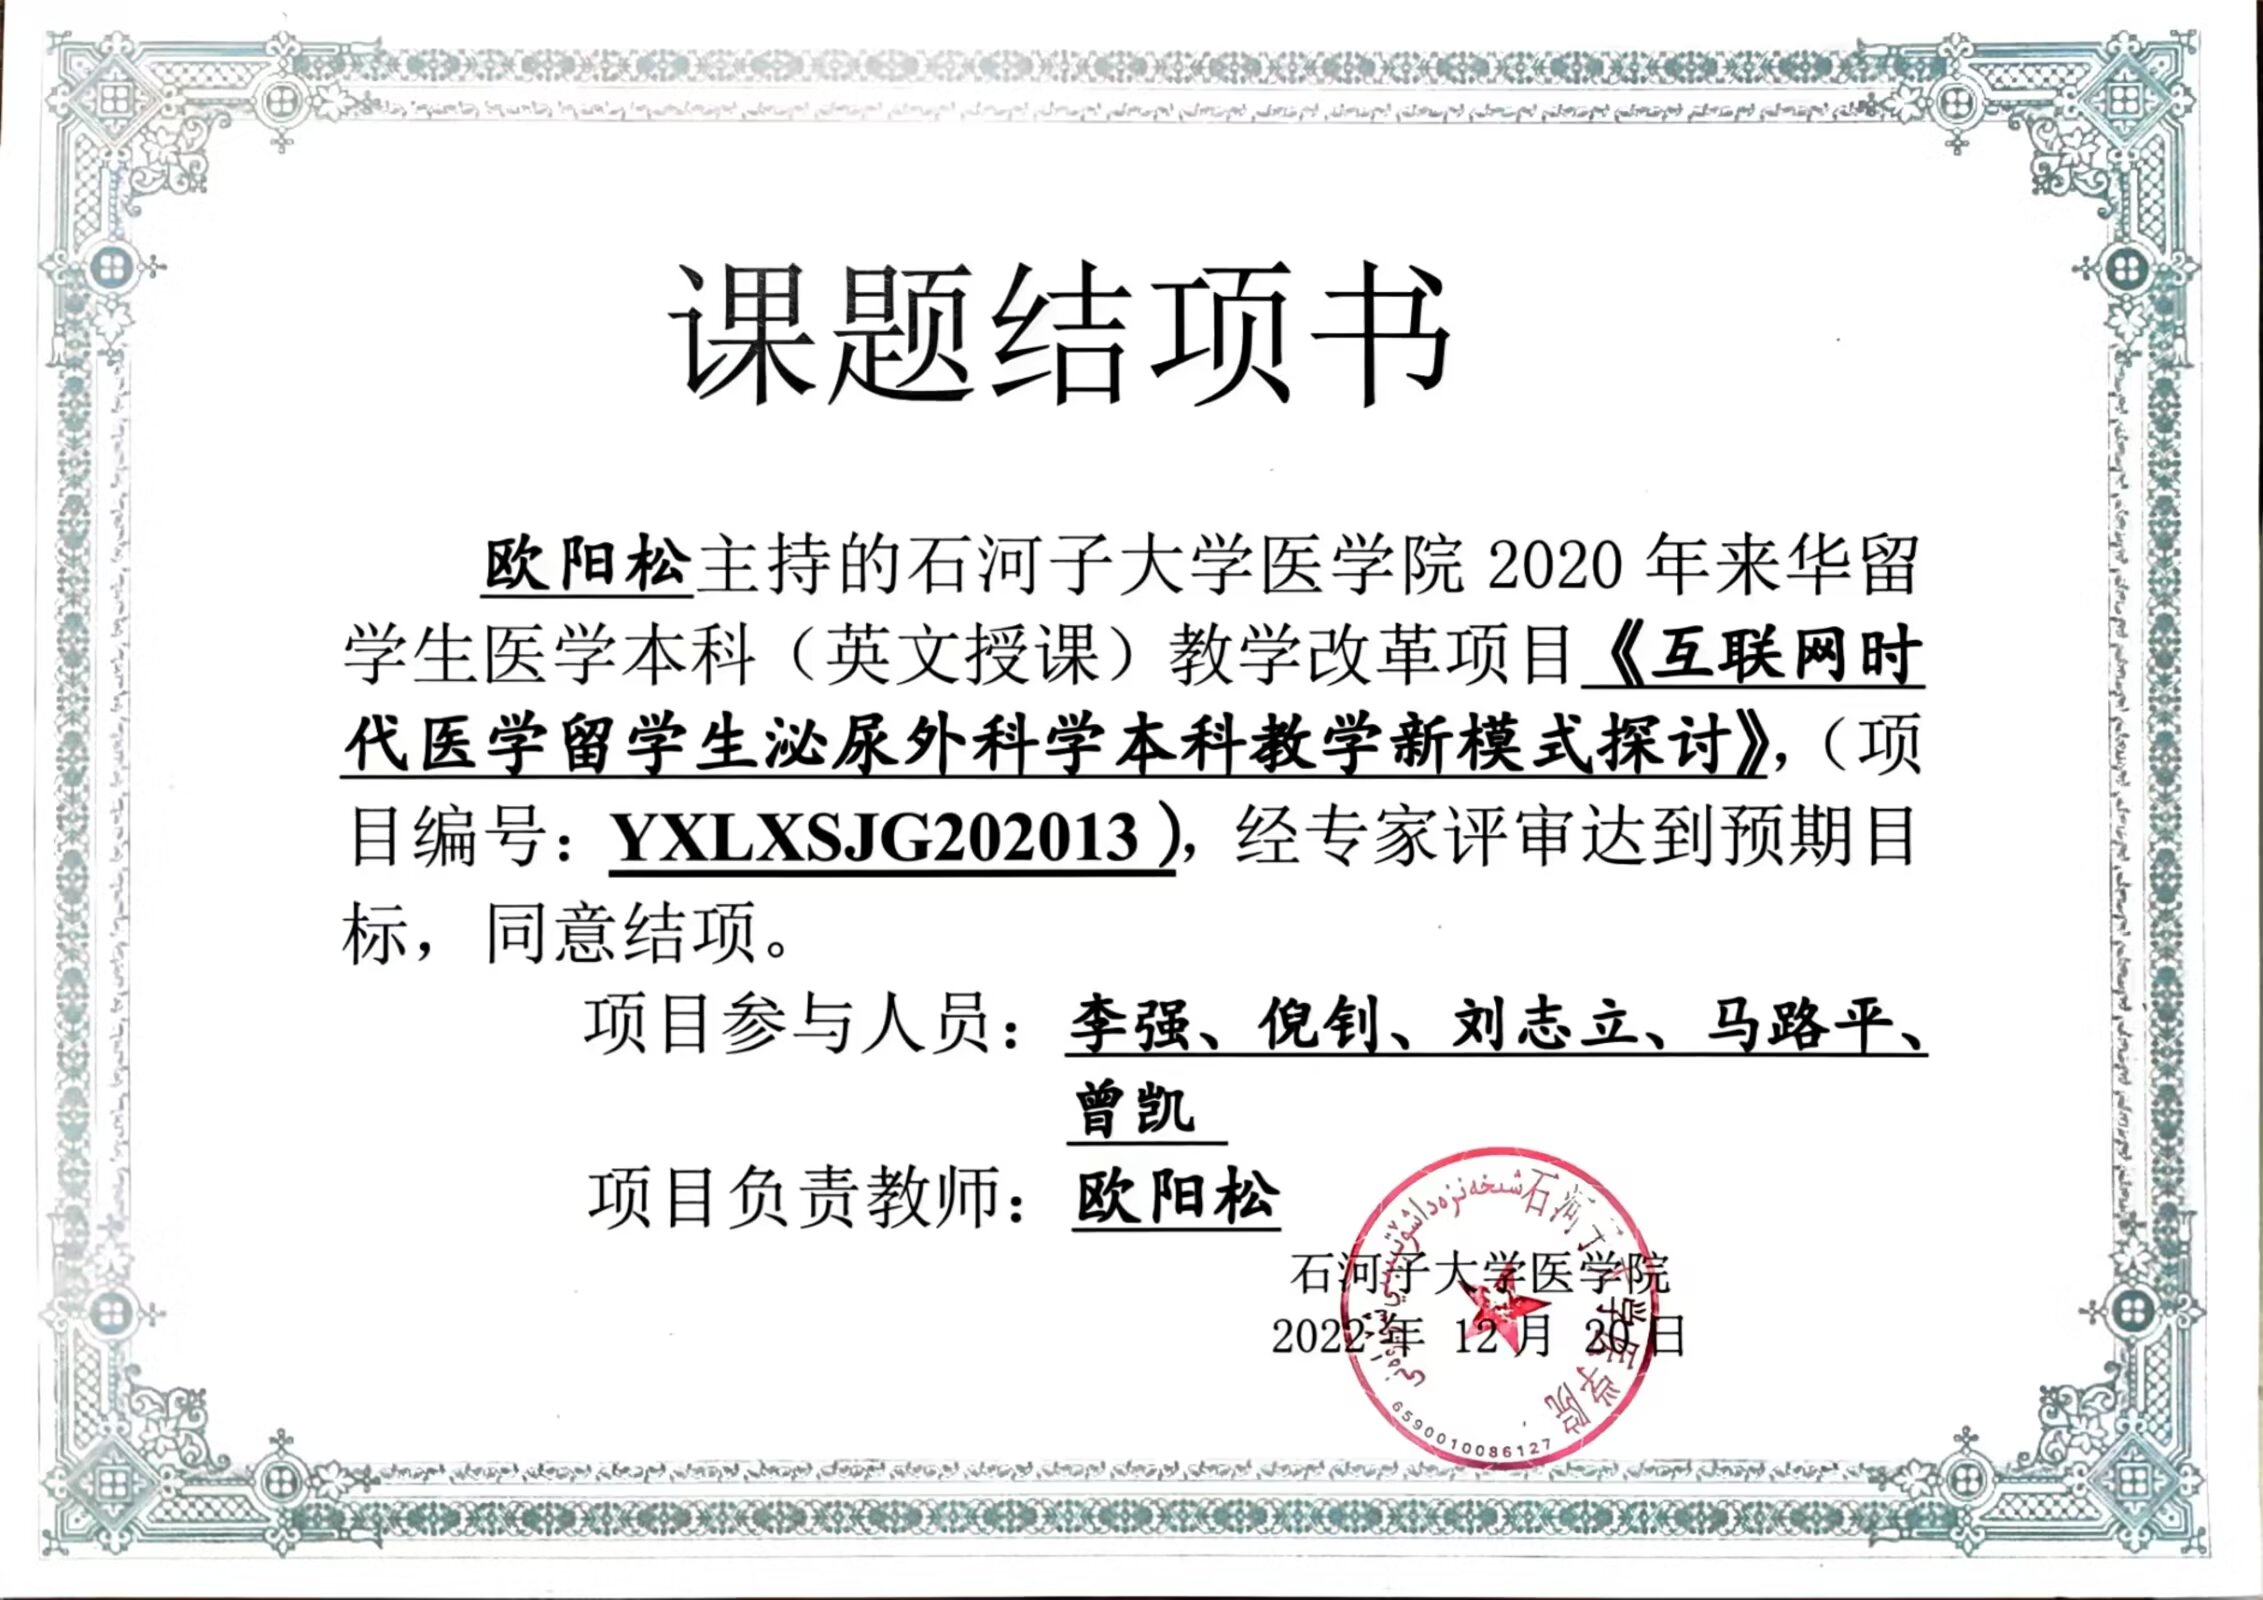 课题结项书
欧阳松主持的石河子大学医学院 2020 年来华留
学生医学本科（英文授课）教学改革项目《互联网时
代医学留学生泌尿外科学本科教学新模式探讨》，（项
目编号：YXLXSJG202013），经专家评审达到预期目
标，同意结项。
项目参与人员：李强、倪钊、刘志立、马路平、
曾凯
项目负责教师：欧阳松
石河子大学医学院
2022 年 12 月 20 日
石河子大学医学院
6590010086127